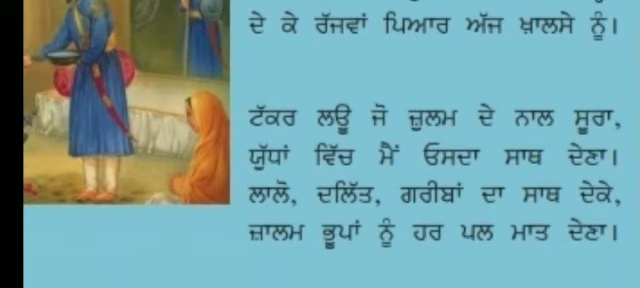 ਦੇ ਕੇ ਰੱਜਵਾਂ ਪਿਆਰ ਅੱਜ ਖ਼ਾਲਸੇ ਨੂੰ।
ਟੱਕਰ ਲਊ ਜੋ ਜ਼ੁਲਮ ਦੇ ਨਾਲ ਸੂਰਾ,
ਯੁੱਧਾਂ ਵਿੱਚ ਮੈਂ ਓਸਦਾ ਸਾਥ ਦੇਣਾ।
ਲਾਲੋ, ਦਲਿੱਤ, ਗਰੀਬਾਂ ਦਾ ਸਾਥ ਦੇਕੇ,
ਜ਼ਾਲਮ ਭੂਪਾਂ ਨੂੰ ਹਰ ਪਲ ਮਾਤ ਦੇਣਾ।